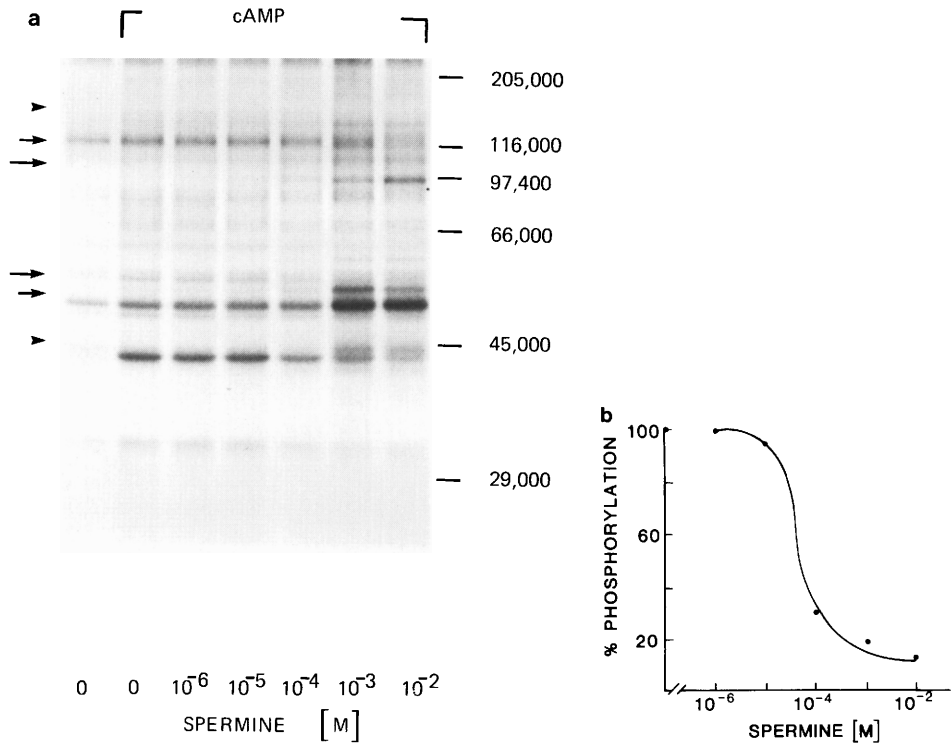 a
cAMP
205,000
116,000
97,400
66,000
45,000
29,000
0 0 10-6 10-5 10-4 10-3 10-2
SPERMINE [M]
b
100
60
20
% PHOSPHORYLATION
10-6 10-4 10-2
SPERMINE [M]